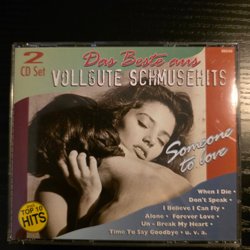 2
CD Set
Das Beste aus
VOLLGUTE SCHMUSEHITS
Someone
to love
When I Die
Don't Speak ·
I Believe I Can Fly ·
Alone · Forever Love ·
Un - Break My Heart ·
Time To Say Goodbye · u. v. a.
TOP 10
HITS